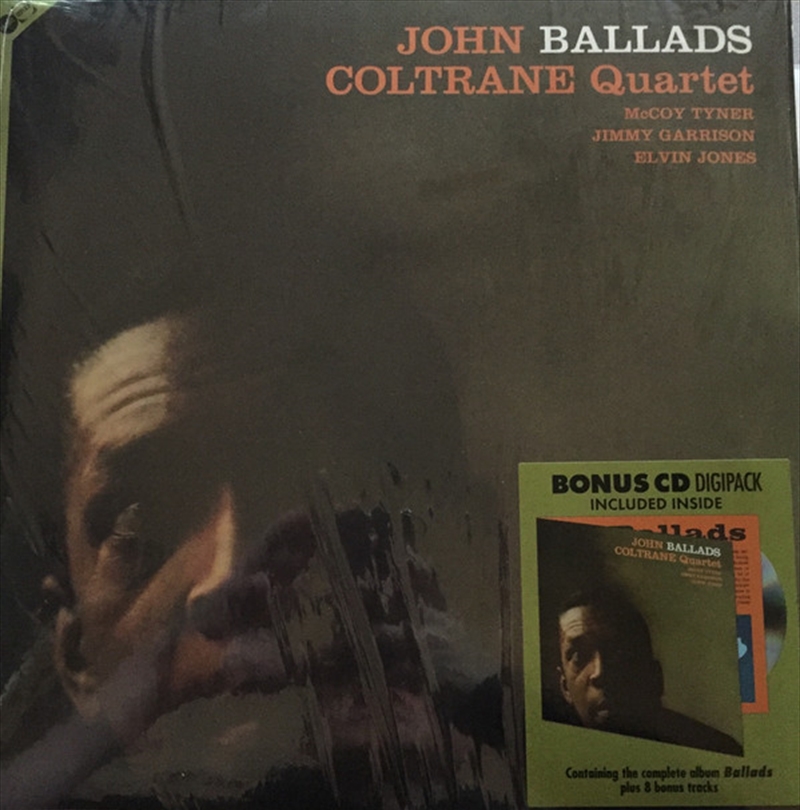 JOHN BALLADS
COLTRANE Quartet
McCOY TYNER
JIMMY GARRISON
ELVIN JONES
BONUS CD DIGIPACK
INCLUDED INSIDE
Ballads
JOHN BALLADS
COLTRANE Quartet
Containing the complete album Ballads
plus 8 bonus tracks